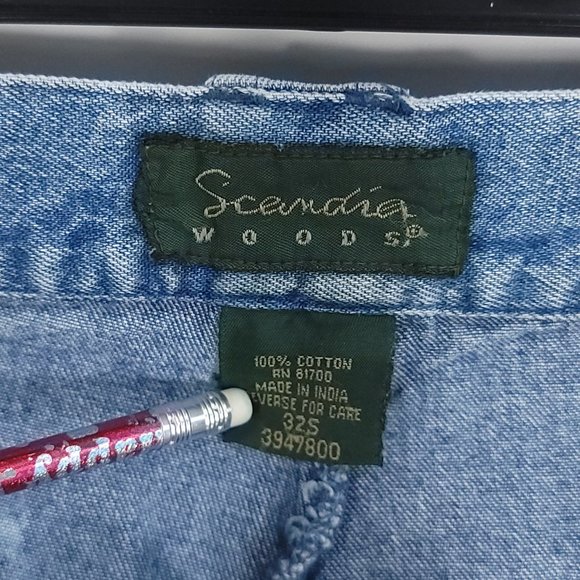 Scandia
WOODS®
100% COTTON
RN 61700
MADE IN INDIA
EVERSE FOR CARE
32S
3947800